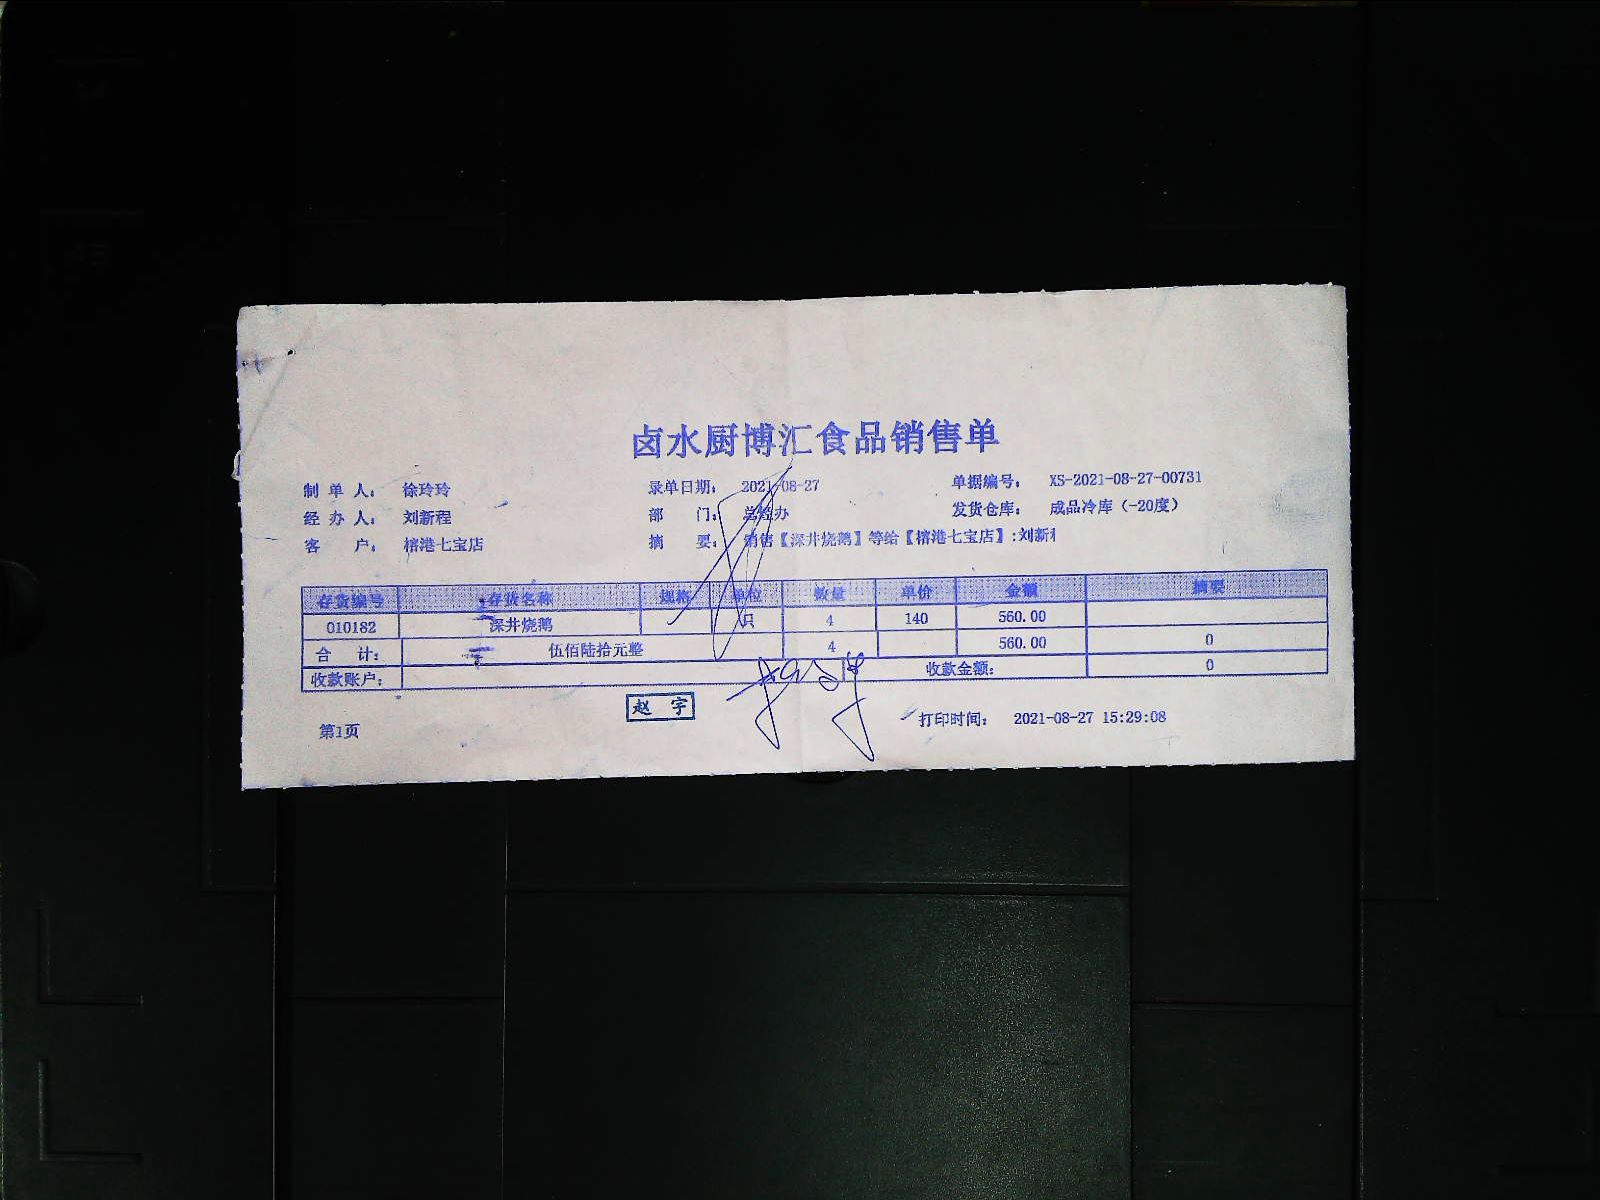 卤水厨博汇食品销售单
制 单 人： 徐玲玲 录单日期： 2021-08-27 单据编号： XS-2021-08-27-00731
经 办 人： 刘新程 部 门： 总经办 发货仓库： 成品冷库（-20度）
客 户： 榕港七宝店 摘 要： 销售【深井烧鹅】等给【榕港七宝店】:刘新
存货编号 存货名称 规格 单位 数量 单价 金额 摘要
010182 深井烧鹅 只 4 140 560.00
合 计： 伍佰陆拾元整 4 560.00 0
收款账户： 收款金额： 0
赵 宇
第1页 打印时间： 2021-08-27 15:29:08